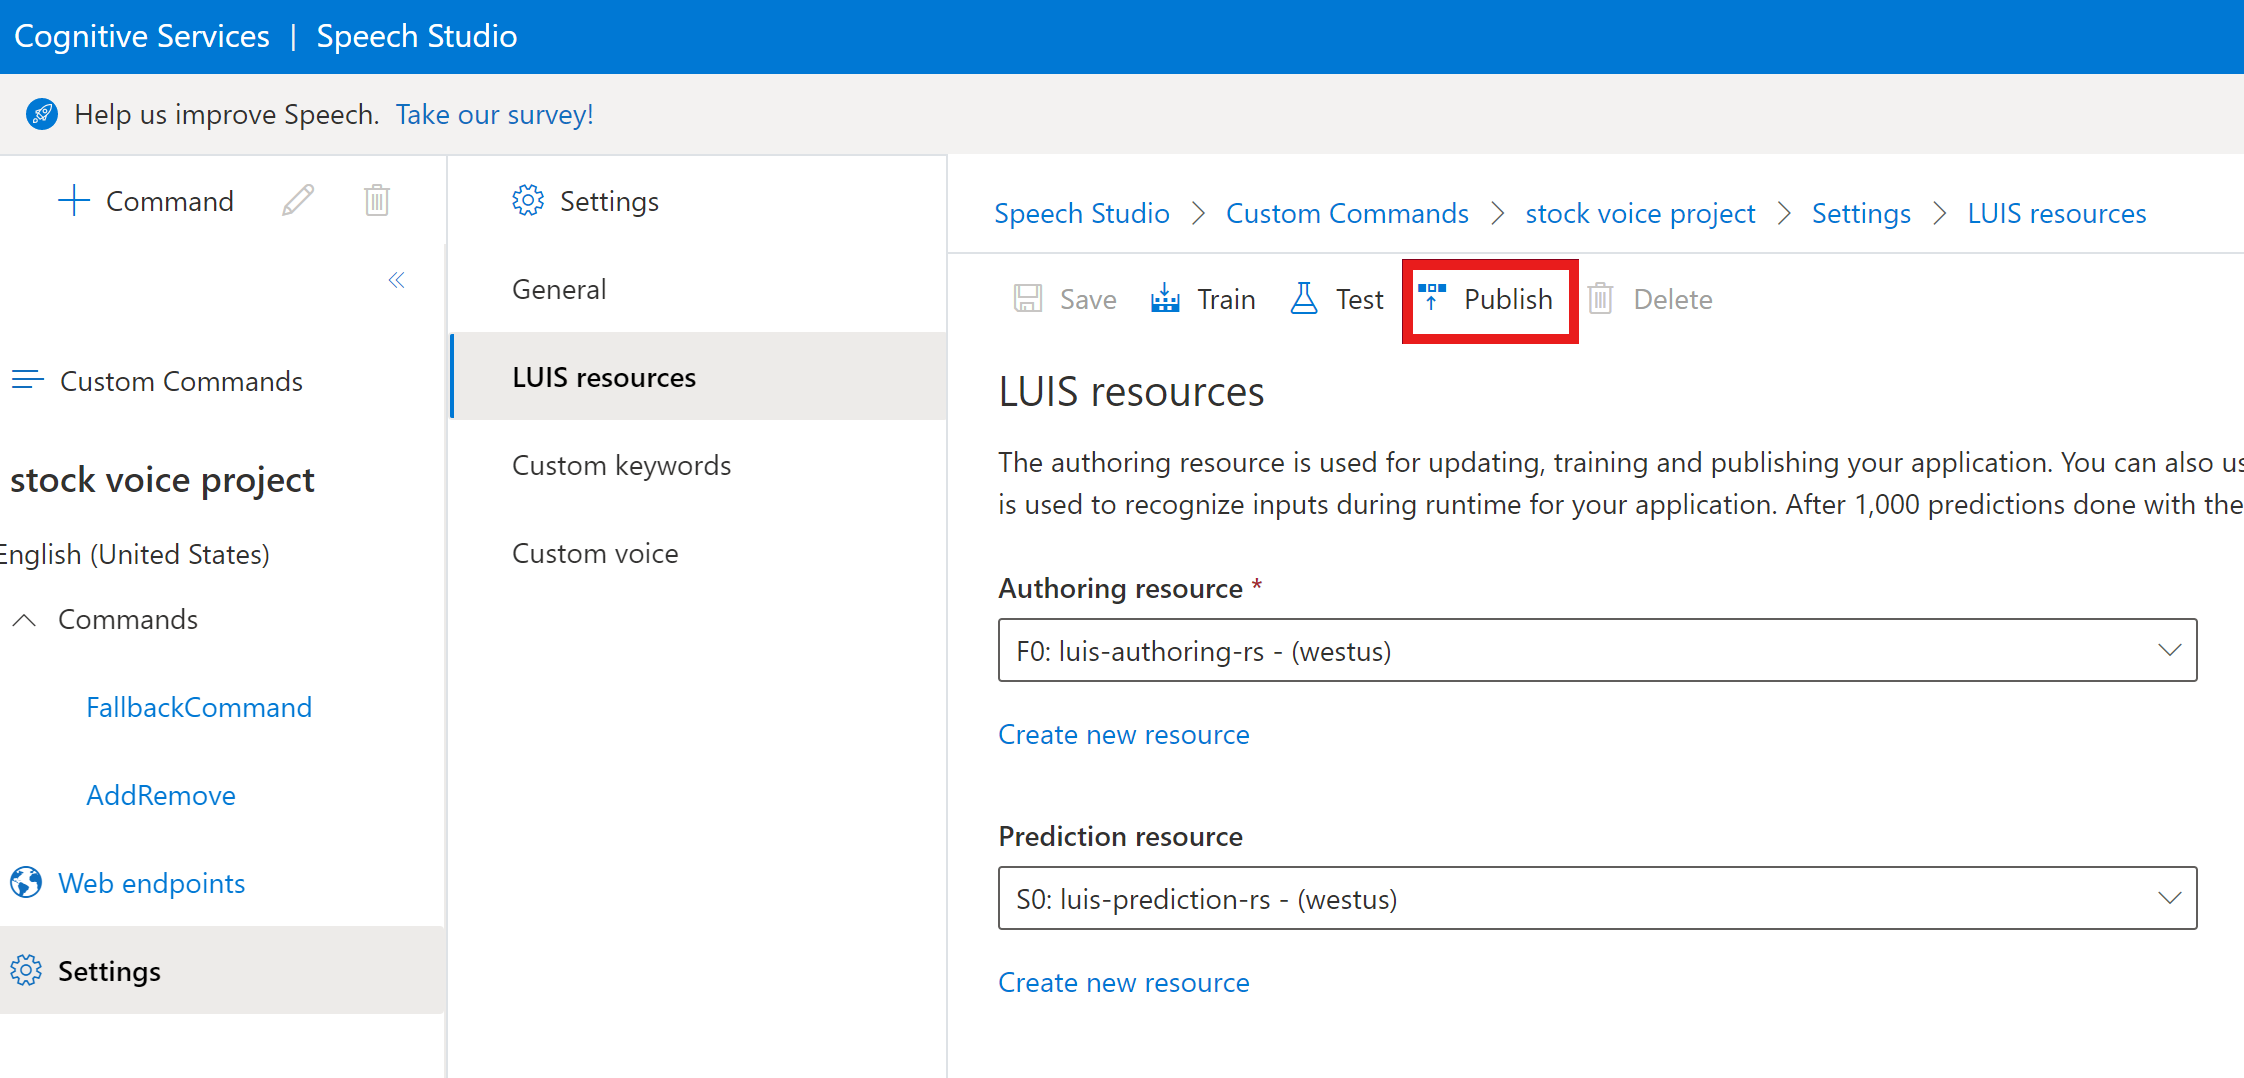 Cognitive Services | Speech Studio
Help us improve Speech. Take our survey!
Command
Custom Commands
stock voice project
English (United States)
Commands
FallbackCommand
AddRemove
Web endpoints
Settings
Settings
General
LUIS resources
Custom keywords
Custom voice
Speech Studio > Custom Commands > stock voice project > Settings > LUIS resources
Save Train Test Publish Delete
LUIS resources
The authoring resource is used for updating, training and publishing your application. You can also us
is used to recognize inputs during runtime for your application. After 1,000 predictions done with the
Authoring resource *
F0: luis-authoring-rs - (westus)
Create new resource
Prediction resource
S0: luis-prediction-rs - (westus)
Create new resource